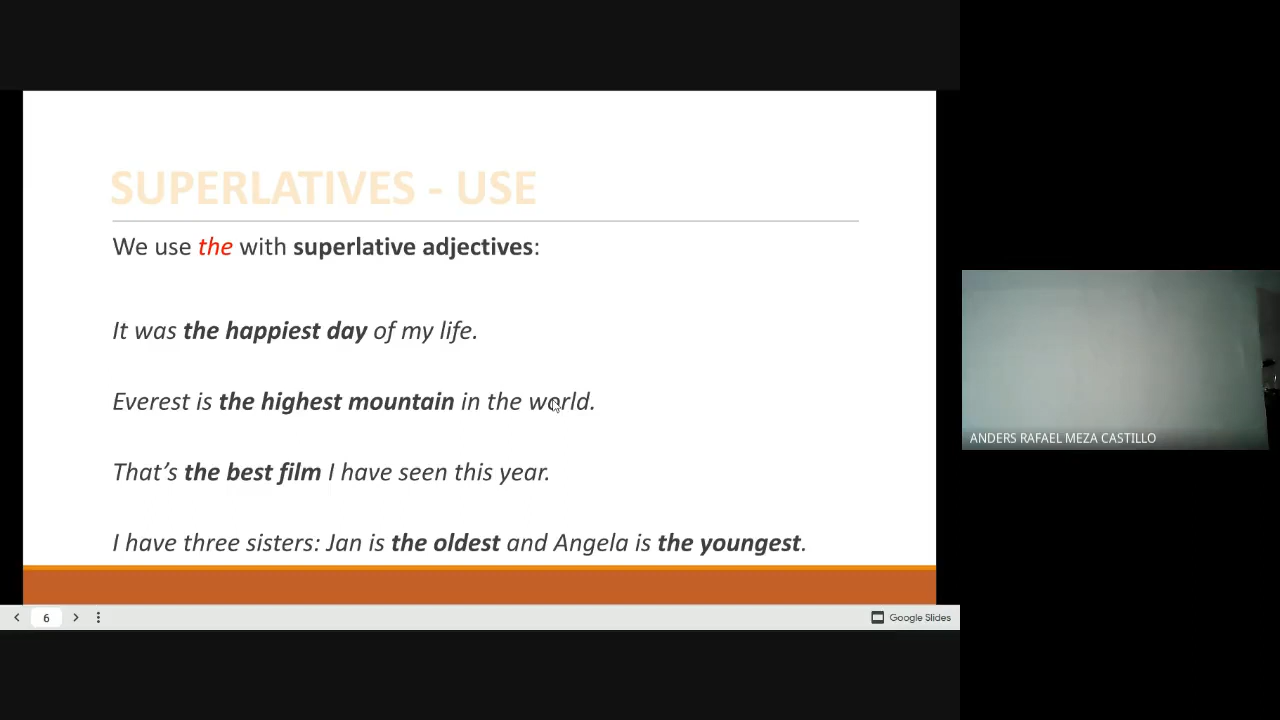 SUPERLATIVES - USE
We use the with superlative adjectives:
It was the happiest day of my life.
Everest is the highest mountain in the world.
That’s the best film I have seen this year.
I have three sisters: Jan is the oldest and Angela is the youngest.
ANDERS RAFAEL MEZA CASTILLO
6
Google Slides